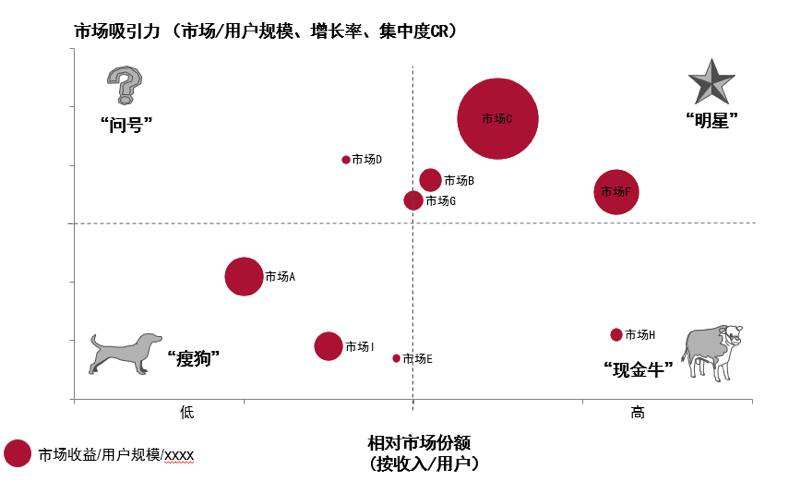 市场吸引力 （市场/用户规模、增长率、集中度CR）
“问号”
“明星”
市场C
市场D
市场B
市场F
市场G
市场A
市场H
市场I
市场E
“瘦狗”
“现金牛”
低
高
相对市场份额
（按收入/用户）
市场收益/用户规模/xxxx